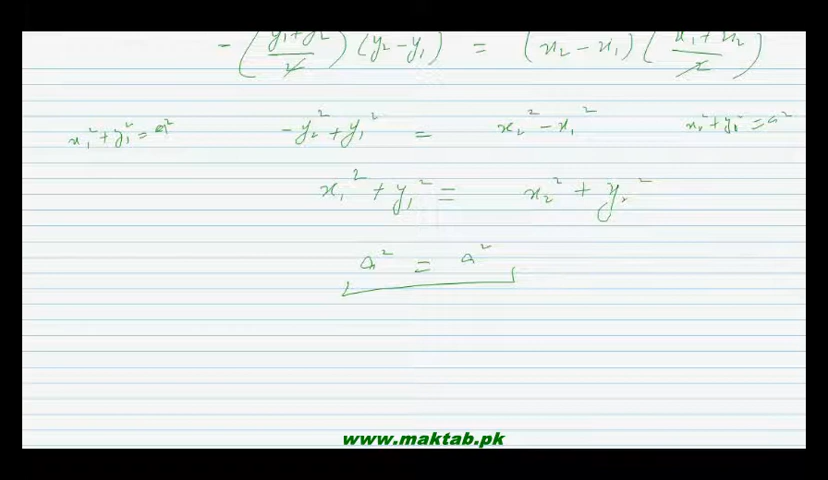 -(y₁+y₂/2)(y₂-y₁) = (x₂-x₁)(x₁+x₂/2)
x₁²+y₁²=a² -y₂²+y₁² = x₂²-x₁² x₂²+y₂²=a²
x₁²+y₁² = x₂²+y₂²
a² = a²
www.maktab.pk